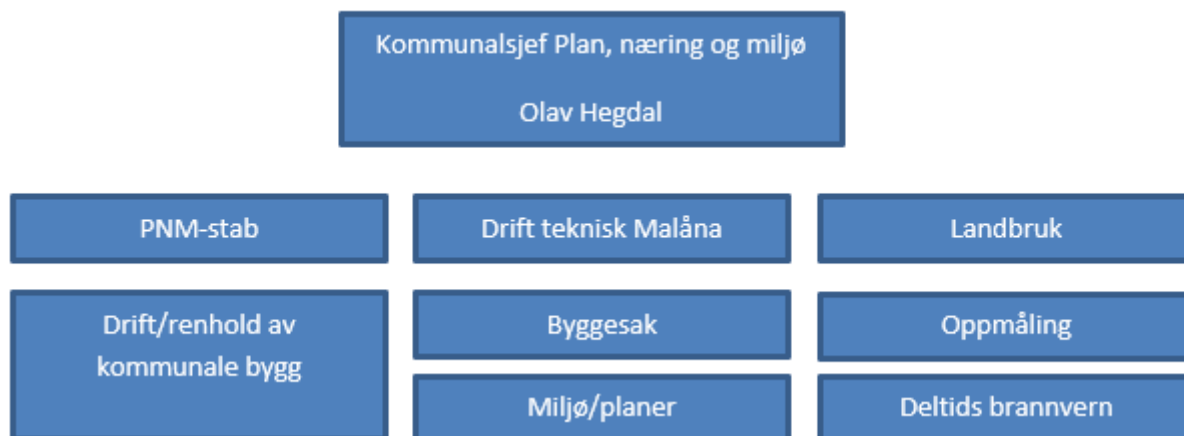 Kommunalsjef Plan, næring og miljø
Olav Hegdal
PNM-stab
Drift teknisk Malåna
Landbruk
Drift/renhold av
kommunale bygg
Byggesak
Oppmåling
Miljø/planer
Deltids brannvern